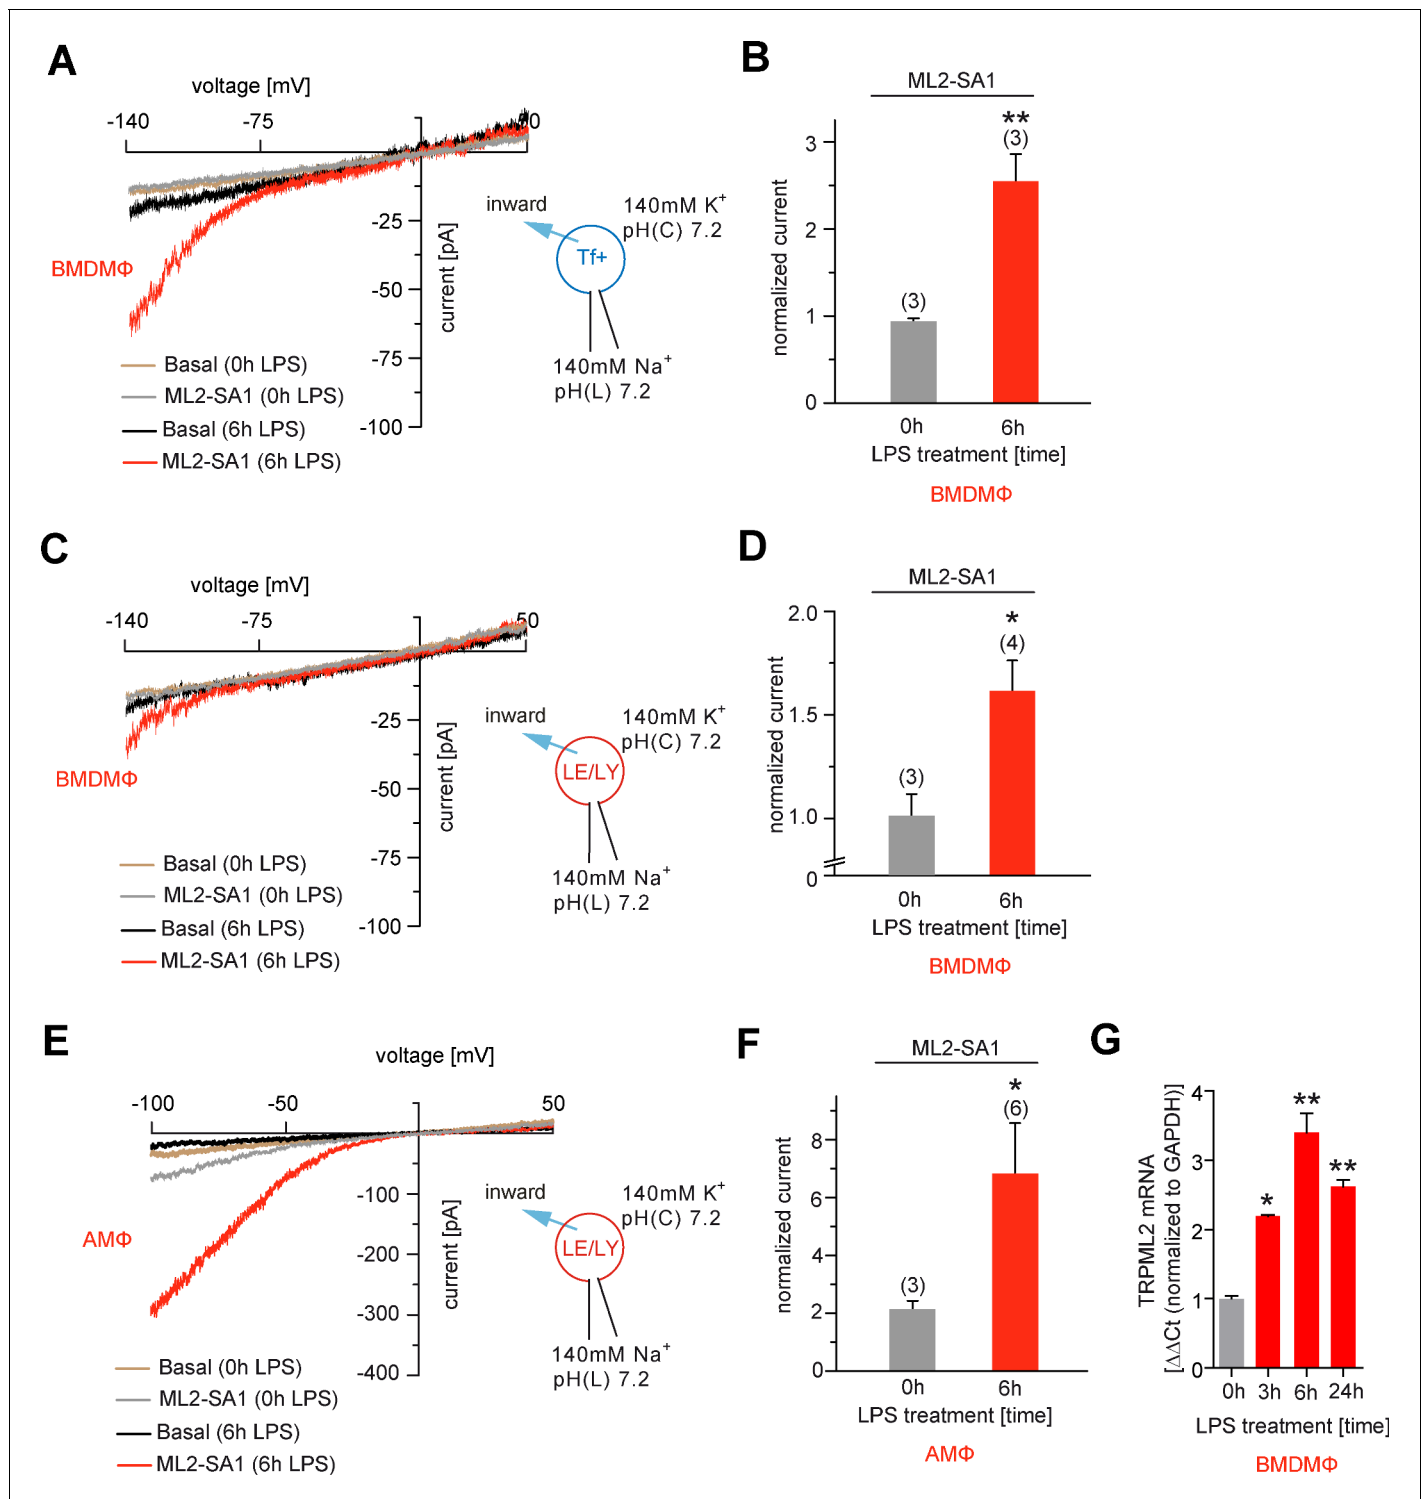 A
voltage [mV]
-140
-75
0
-25
-50
-75
-100
current [pA]
BMDMΦ
inward
140mM K+
pH(C) 7.2
Tf+
140mM Na+
pH(L) 7.2
Basal (0h LPS)
ML2-SA1 (0h LPS)
Basal (6h LPS)
ML2-SA1 (6h LPS)
B
ML2-SA1
**
(3)
(3)
3
2
1
0
normalized current
0h
6h
LPS treatment [time]
BMDMΦ
C
voltage [mV]
-140
-75
50
-25
-50
-75
-100
current [pA]
BMDMΦ
inward
140mM K+
pH(C) 7.2
LE/LY
140mM Na+
pH(L) 7.2
Basal (0h LPS)
ML2-SA1 (0h LPS)
Basal (6h LPS)
ML2-SA1 (6h LPS)
D
ML2-SA1
*
(4)
(3)
2.0
1.5
1.0
0
normalized current
0h
6h
LPS treatment [time]
BMDMΦ
E
voltage [mV]
-100
-50
50
-100
-200
-300
-400
current [pA]
AMΦ
inward
140mM K+
pH(C) 7.2
LE/LY
140mM Na+
pH(L) 7.2
Basal (0h LPS)
ML2-SA1 (0h LPS)
Basal (6h LPS)
ML2-SA1 (6h LPS)
F
ML2-SA1
*
(6)
(3)
8
6
4
2
0
normalized current
0h
6h
LPS treatment [time]
AMΦ
G
TRPML2 mRNA
[ΔΔCt (normalized to GAPDH)]
4
3
2
1
0
*
**
**
0h
3h
6h
24h
LPS treatment [time]
BMDMΦ